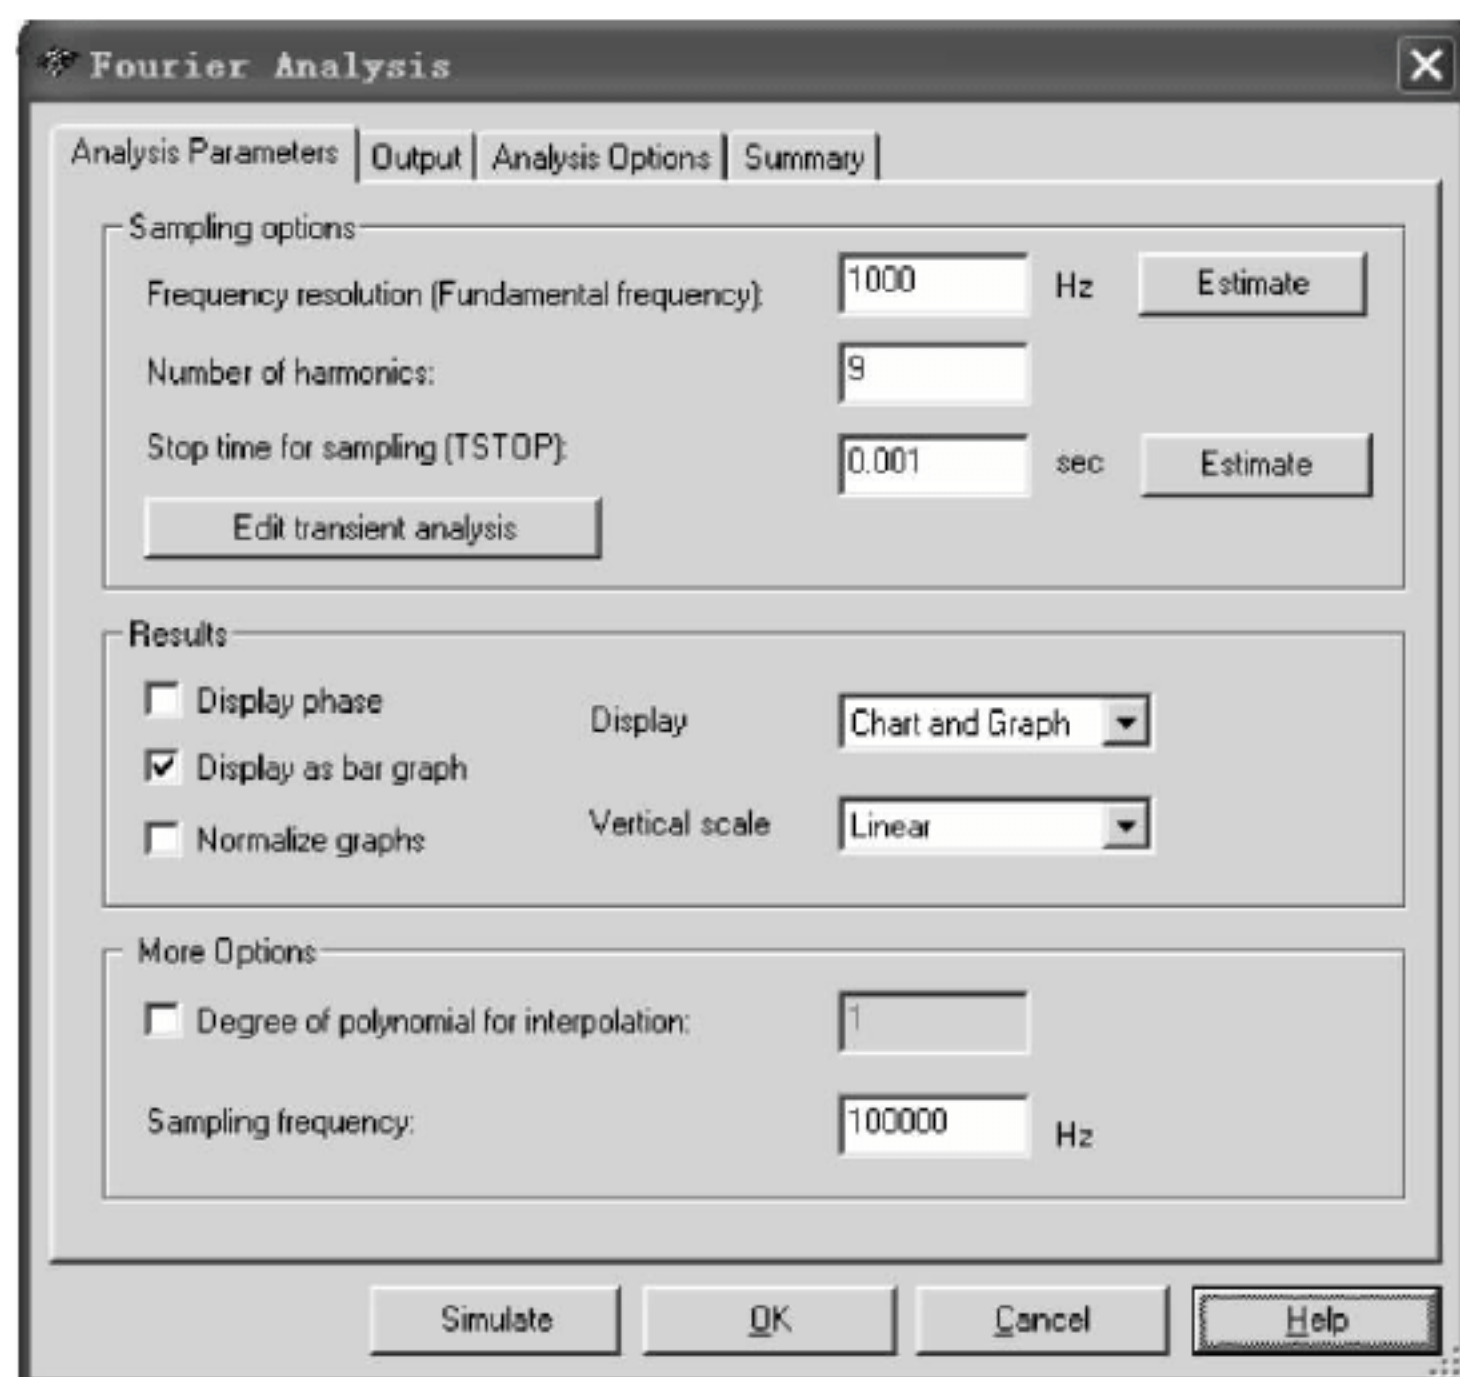 Fourier Analysis
Analysis Parameters Output Analysis Options Summary
Sampling options
Frequency resolution (Fundamental frequency): 1000 Hz Estimate
Number of harmonics: 9
Stop time for sampling (TSTOP): 0.001 sec Estimate
Edit transient analysis
Results
Display phase Display Chart and Graph
Display as bar graph
Normalize graphs Vertical scale Linear
More Options
Degree of polynomial for interpolation: 1
Sampling frequency: 100000 Hz
Simulate OK Cancel Help